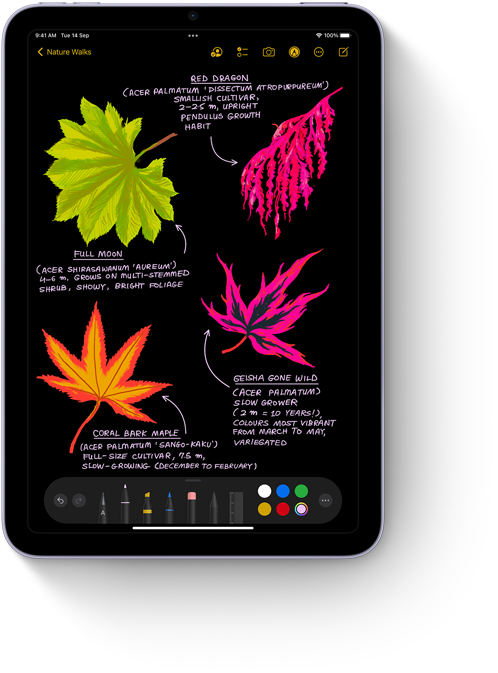 9:41 AM Tue 14 Sep
100%
Nature Walks
RED DRAGON
(ACER PALMATUM 'DISSECTUM ATROPURPUREUM')
SMALLISH CULTIVAR,
2-2.5 m, UPRIGHT
PENDULUS GROWTH
HABIT
FULL MOON
(ACER SHIRASAWANUM 'AUREUM')
4-6 m, GROWS ON MULTI-STEMMED
SHRUB, SHOWY, BRIGHT FOLIAGE
GEISHA GONE WILD
(ACER PALMATUM)
SLOW GROWER
(2 m = 10 YEARS!),
COLOURS MOST VIBRANT
FROM MARCH TO MAY,
VARIEGATED
CORAL BARK MAPLE
(ACER PALMATUM 'SANGO-KAKU')
FULL-SIZE CULTIVAR, 7.5 m,
SLOW-GROWING (DECEMBER TO FEBRUARY)
A